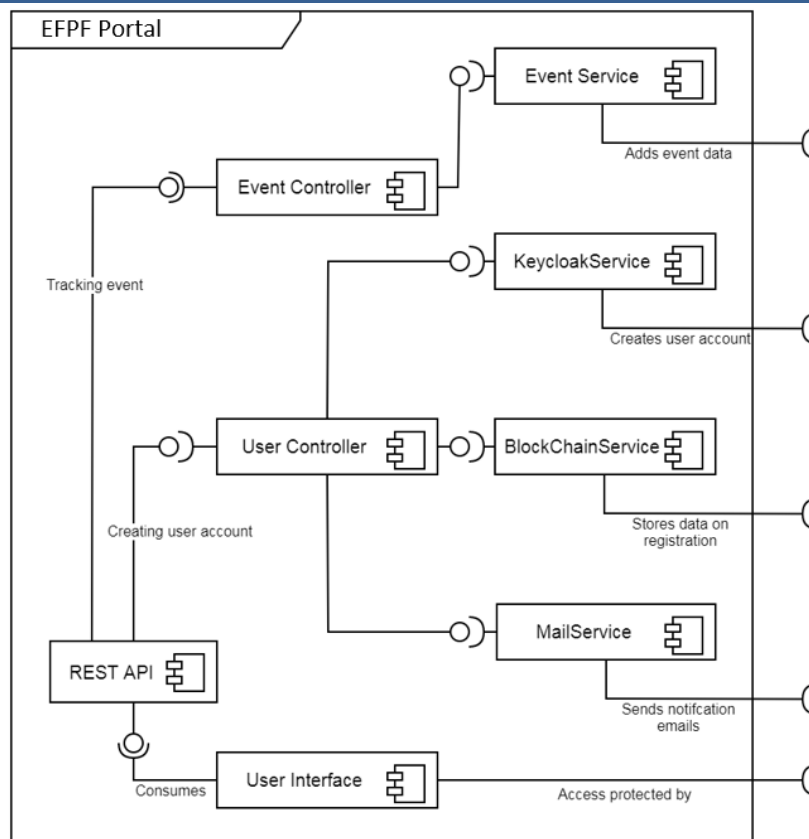 EFPF Portal
Event Service
Adds event data
Event Controller
KeycloakService
Tracking event
Creates user account
User Controller
BlockChainService
Creating user account
Stores data on
registration
MailService
REST API
Sends notifcation
emails
User Interface
Consumes
Access protected by